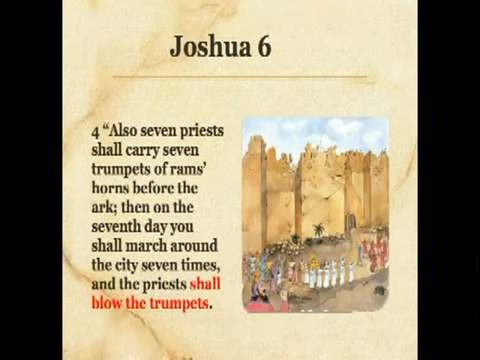 Joshua 6
4 “Also seven priests
shall carry seven
trumpets of rams’
horns before the
ark; then on the
seventh day you
shall march around
the city seven times,
and the priests shall
blow the trumpets.